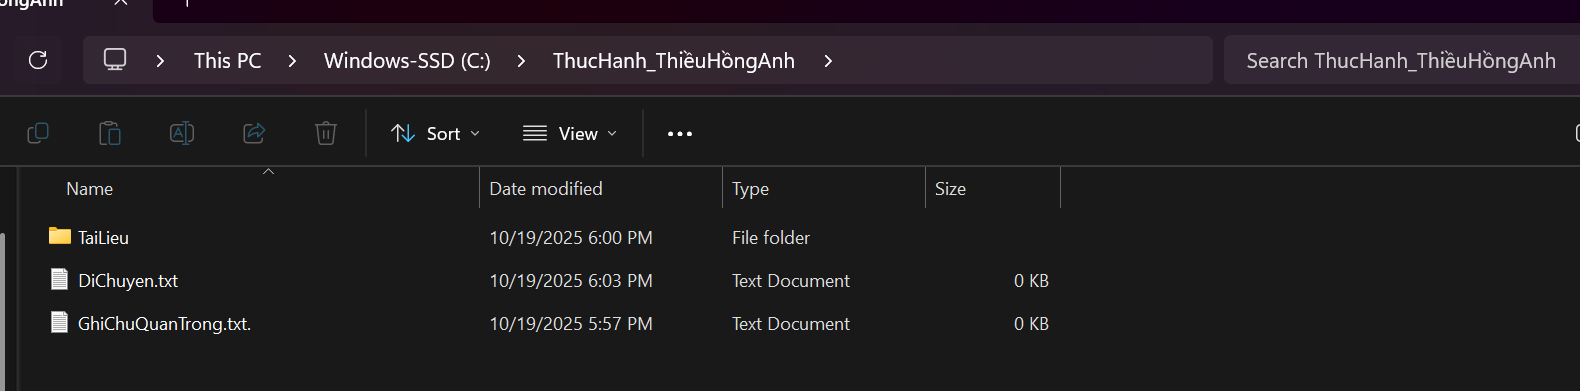 This PC > Windows-SSD (C:) > ThucHanh_ThiềuHồngAnh > Search ThucHanh_ThiềuHồngAnh
Sort View •••
Name Date modified Type Size
TaiLieu 10/19/2025 6:00 PM File folder
DiChuyen.txt 10/19/2025 6:03 PM Text Document 0 KB
GhiChuQuanTrong.txt. 10/19/2025 5:57 PM Text Document 0 KB